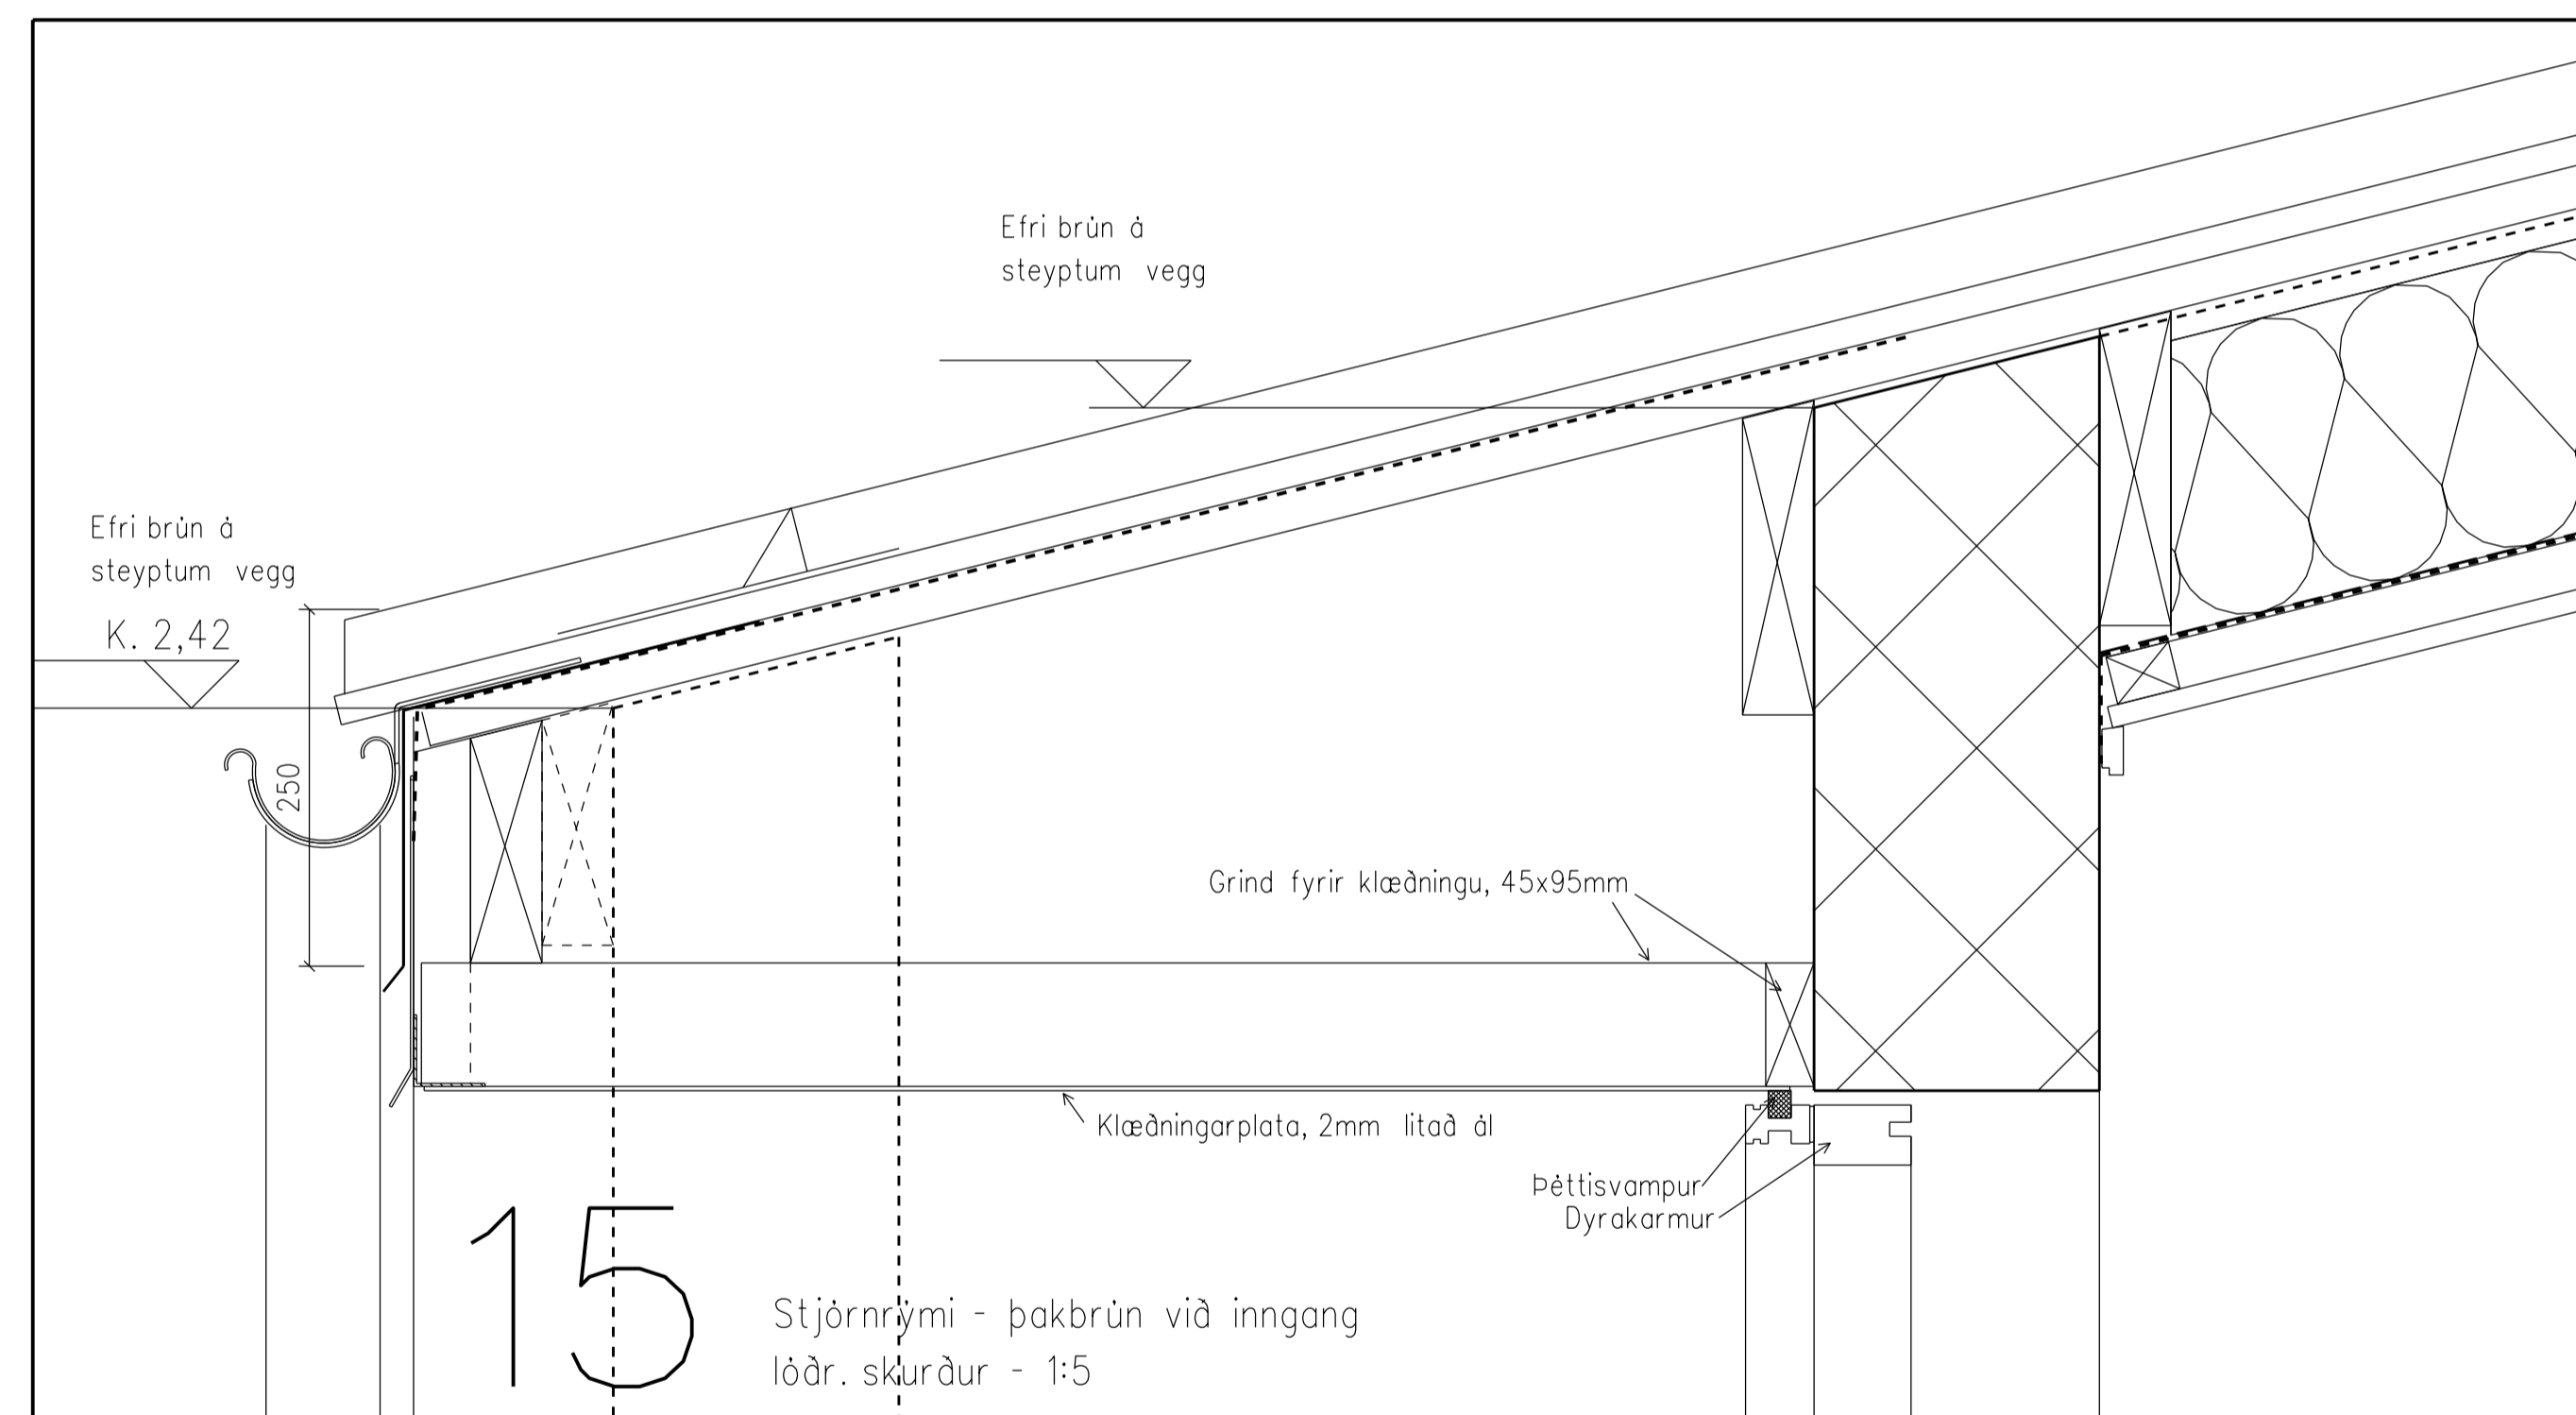 Efri brún á
steyptum vegg
Efri brún á
steyptum vegg
K. 2,42
250
Grind fyrir klæðningu, 45x95mm
Klæðningarplata, 2mm litað ál
Þéttisvampur
Dyrakarmur
15
Stjórnrými - þakbrún við inngang
lóðr. skurður - 1:5